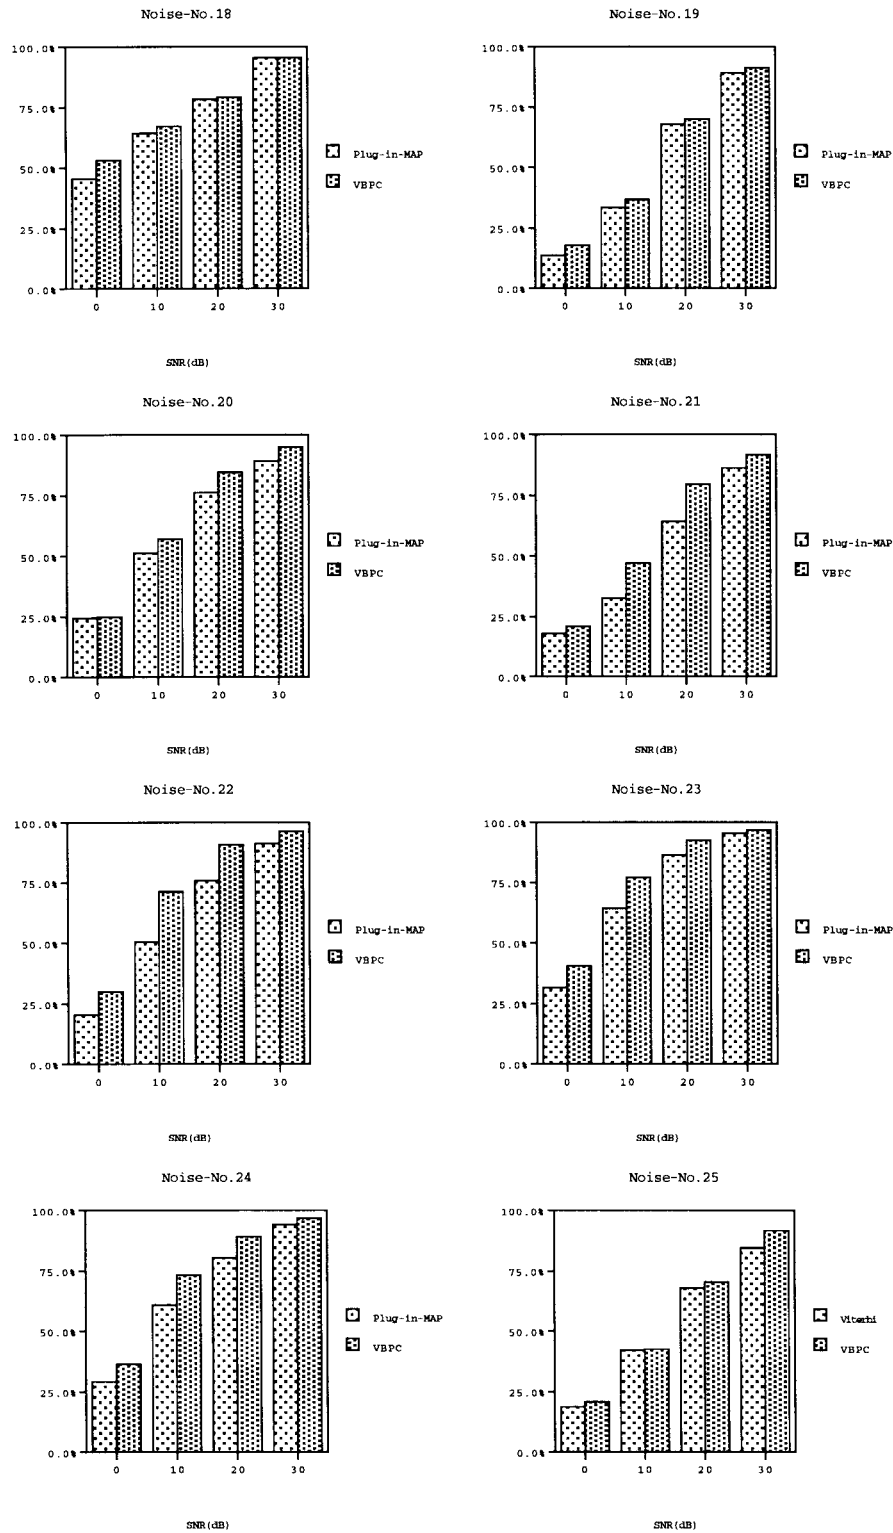 Noise-No.18
100.0%
75.0%
50.0%
25.0%
0.0%
0 10 20 30
SNR(dB)
Plug-in-MAP
VBPC
Noise-No.19
100.0%
75.0%
50.0%
25.0%
0.0%
0 10 20 30
SNR(dB)
Plug-in-MAP
VBPC
Noise-No.20
100.0%
75.0%
50.0%
25.0%
0.0%
0 10 20 30
SNR(dB)
Plug-in-MAP
VBPC
Noise-No.21
100.0%
75.0%
50.0%
25.0%
0.0%
0 10 20 30
SNR(dB)
Plug-in-MAP
VBPC
Noise-No.22
100.0%
75.0%
50.0%
25.0%
0.0%
0 10 20 30
SNR(dB)
Plug-in-MAP
VBPC
Noise-No.23
100.0%
75.0%
50.0%
25.0%
0.0%
0 10 20 30
SNR(dB)
Plug-in-MAP
VBPC
Noise-No.24
100.0%
75.0%
50.0%
25.0%
0.0%
0 10 20 30
SNR(dB)
Plug-in-MAP
VBPC
Noise-No.25
100.0%
75.0%
50.0%
25.0%
0.0%
0 10 20 30
SNR(dB)
Viterbi
VBPC